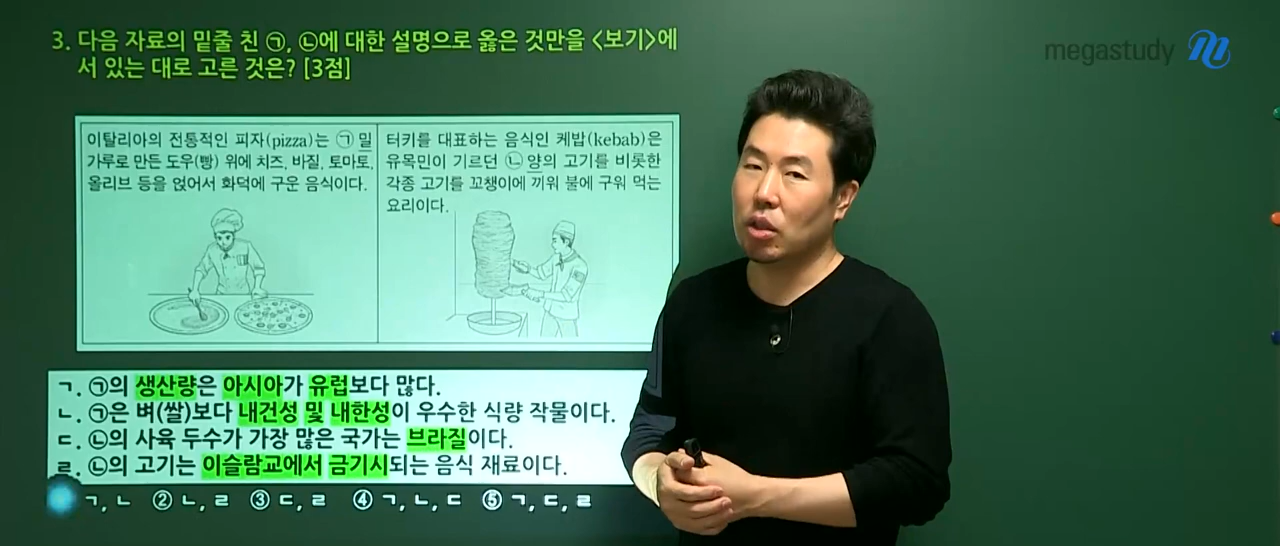 3. 다음 자료의 밑줄 친 ㉠, ㉡에 대한 설명으로 옳은 것만을 <보기>에
서 있는 대로 고른 것은? [3점]
megastudy
이탈리아의 전통적인 피자(pizza)는 ㉠ 밀
가루로 만든 도우(빵) 위에 치즈, 바질, 토마토,
올리브 등을 얹어서 화덕에 구운 음식이다.
터키를 대표하는 음식인 케밥(kebab)은
유목민이 기르던 ㉡ 양의 고기를 비롯한
각종 고기를 꼬챙이에 끼워 불에 구워 먹는
요리이다.
ㄱ. ㉠의 생산량은 아시아가 유럽보다 많다.
ㄴ. ㉠은 벼(쌀)보다 내건성 및 내한성이 우수한 식량 작물이다.
ㄷ. ㉡의 사육 두수가 가장 많은 국가는 브라질이다.
ㄹ. ㉡의 고기는 이슬람교에서 금기시되는 음식 재료이다.
ㄱ, ㄴ ② ㄴ, ㄹ ③ ㄷ, ㄹ ④ ㄱ, ㄴ, ㄷ ⑤ ㄱ, ㄷ, ㄹ